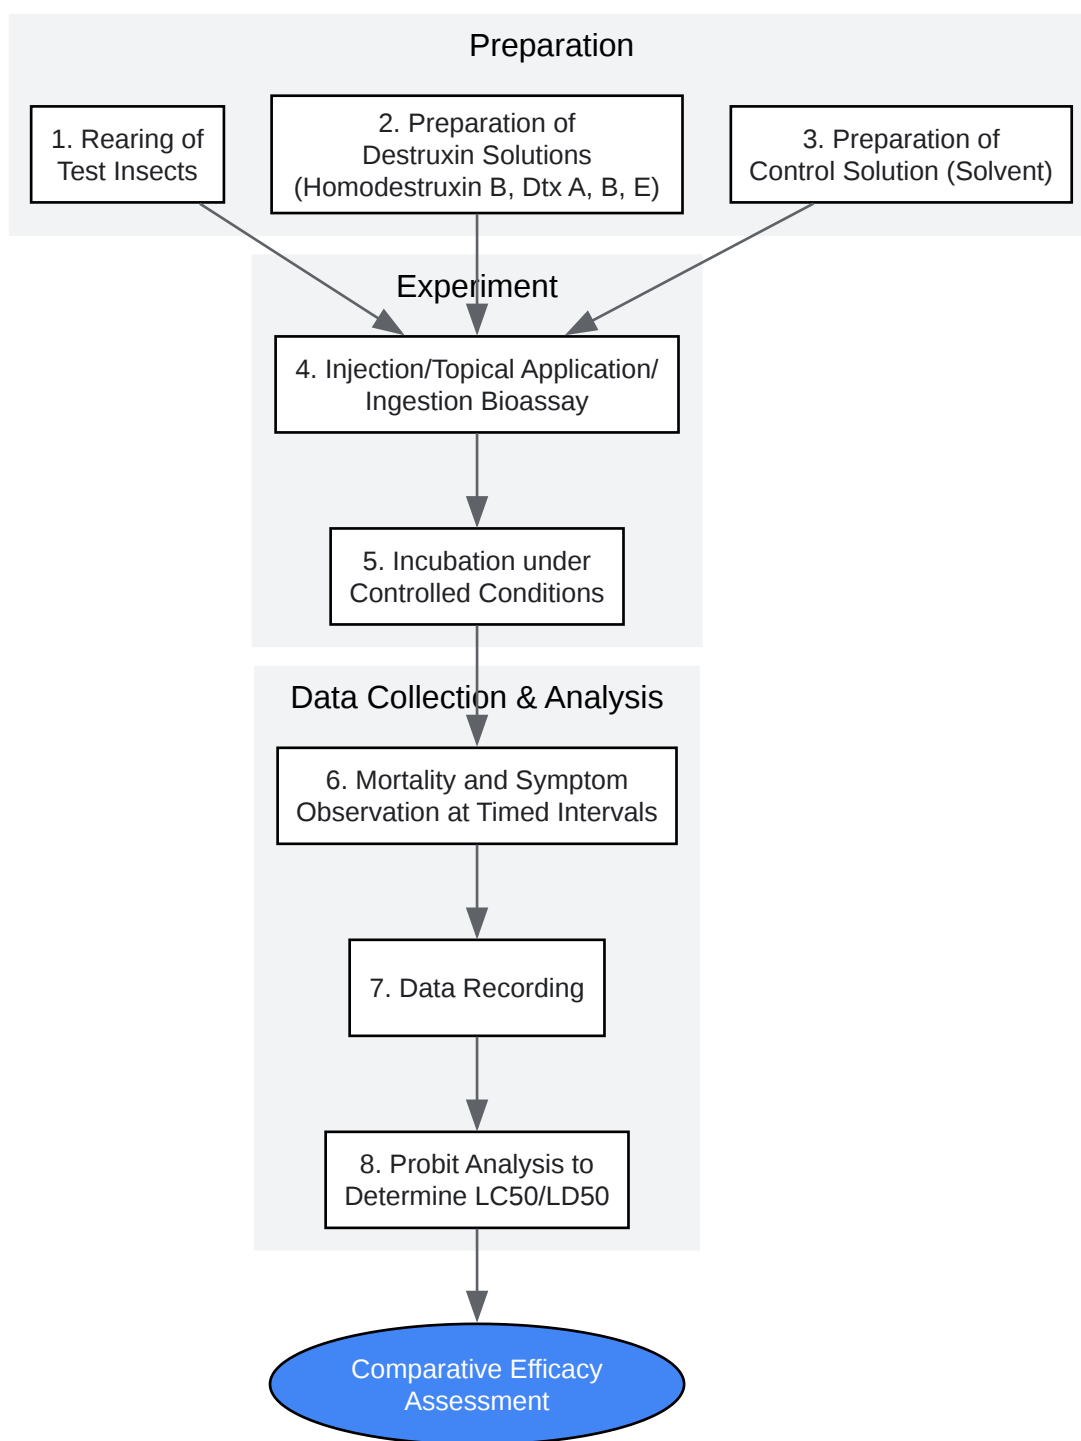 Preparation
1. Rearing of
Test Insects
2. Preparation of
Destruxin Solutions
(Homodestruxin B, Dtx A, B, E)
3. Preparation of
Control Solution (Solvent)
Experiment
4. Injection/Topical Application/
Ingestion Bioassay
5. Incubation under
Controlled Conditions
Data Collection & Analysis
6. Mortality and Symptom
Observation at Timed Intervals
7. Data Recording
8. Probit Analysis to
Determine LC50/LD50
Comparative Efficacy
Assessment